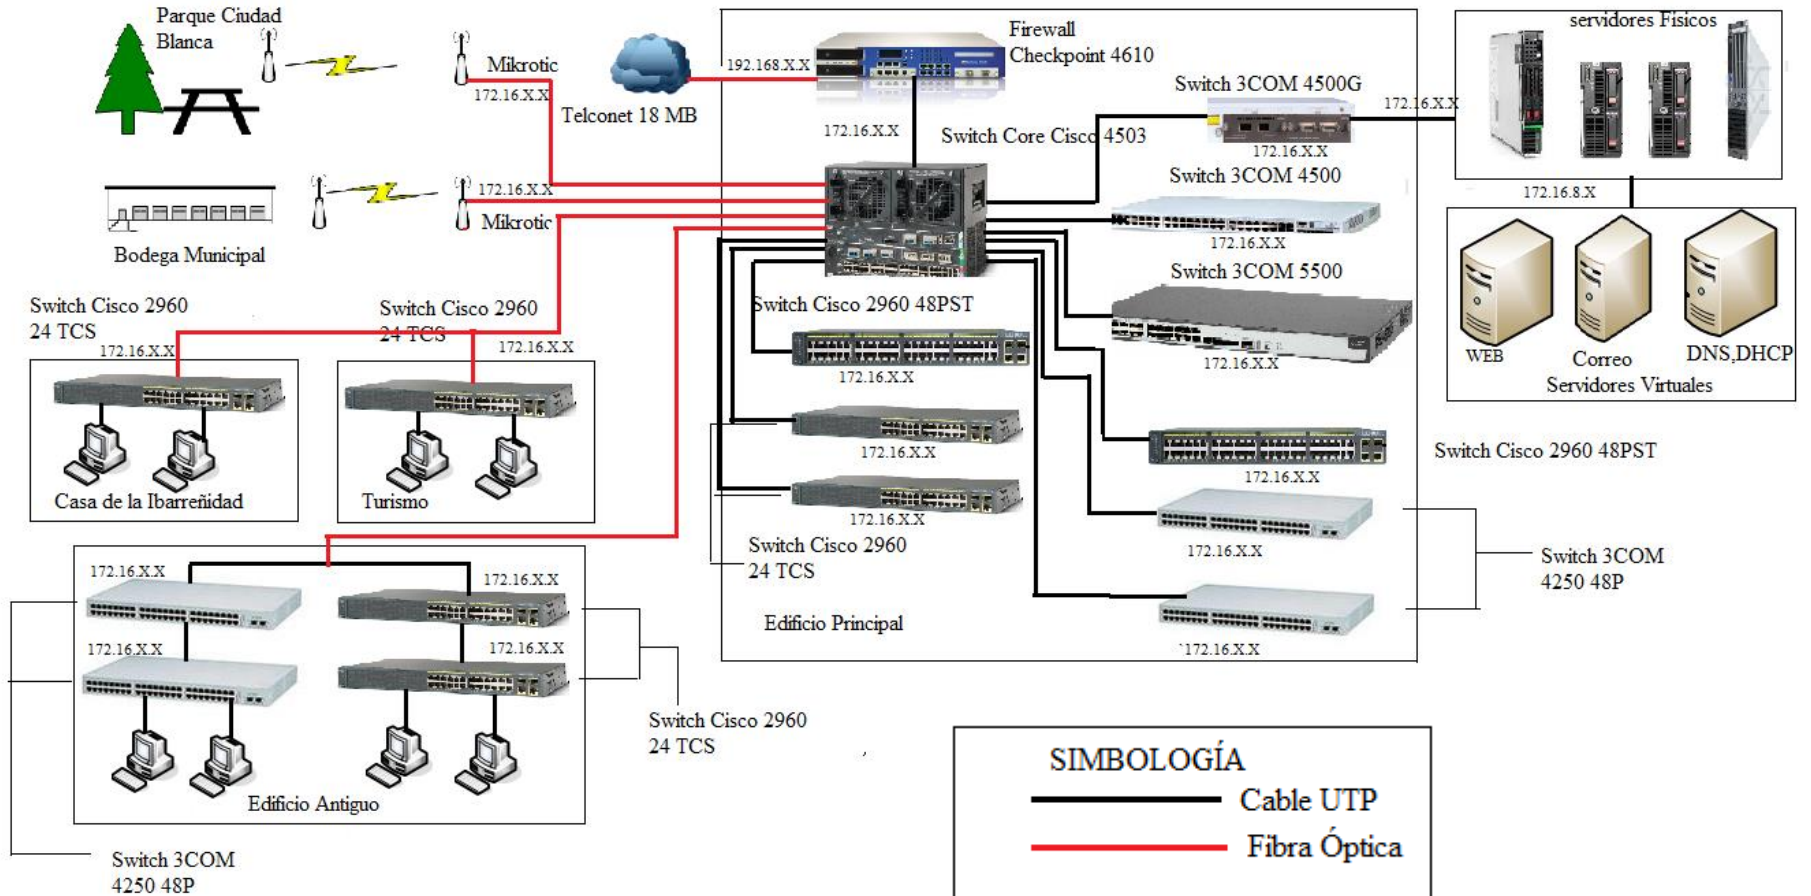 Parque Ciudad
Blanca
Mikrotic
172.16.X.X
Telconet 18 MB
192.168.X.X
Firewall
Checkpoint 4610
172.16.X.X
Switch Core Cisco 4503
Switch 3COM 4500G
172.16.X.X
172.16.X.X
servidores Físicos
172.16.8.X
WEB
Correo
DNS,DHCP
Servidores Virtuales
Switch 3COM 4500
172.16.X.X
Switch 3COM 5500
172.16.X.X
172.16.X.X
Mikrotic
Bodega Municipal
Switch Cisco 2960
24 TCS
172.16.X.X
Casa de la Ibarreñidad
Switch Cisco 2960
24 TCS
172.16.X.X
Turismo
Switch Cisco 2960 48PST
172.16.X.X
172.16.X.X
172.16.X.X
Switch Cisco 2960
24 TCS
Edificio Principal
Switch Cisco 2960 48PST
172.16.X.X
172.16.X.X
172.16.X.X
Switch 3COM
4250 48P
172.16.X.X
172.16.X.X
172.16.X.X
172.16.X.X
Switch Cisco 2960
24 TCS
Edificio Antiguo
Switch 3COM
4250 48P
SIMBOLOGÍA
Cable UTP
Fibra Óptica